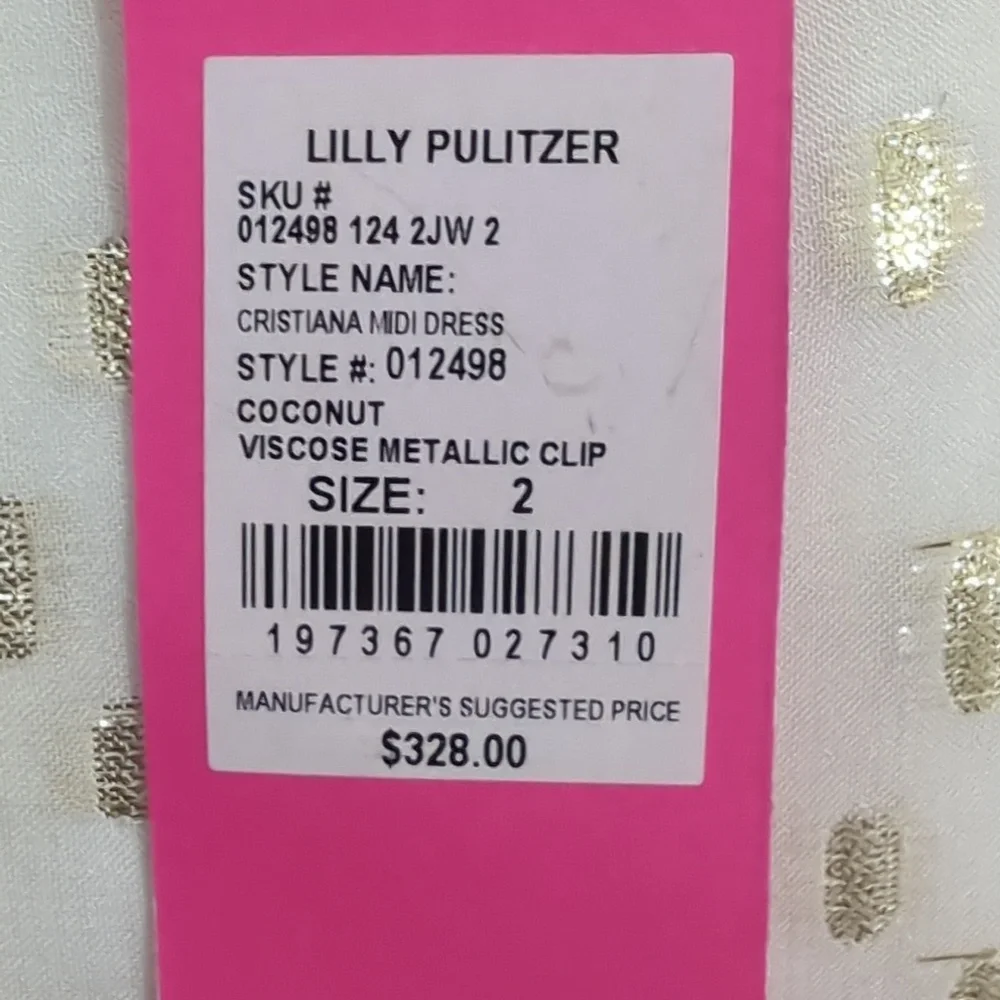 LILLY PULITZER
SKU #
012498 124 2JW 2
STYLE NAME:
CRISTIANA MIDI DRESS
STYLE #: 012498
COCONUT
VISCOSE METALLIC CLIP
SIZE: 2
197367 027310
MANUFACTURER'S SUGGESTED PRICE
$328.00